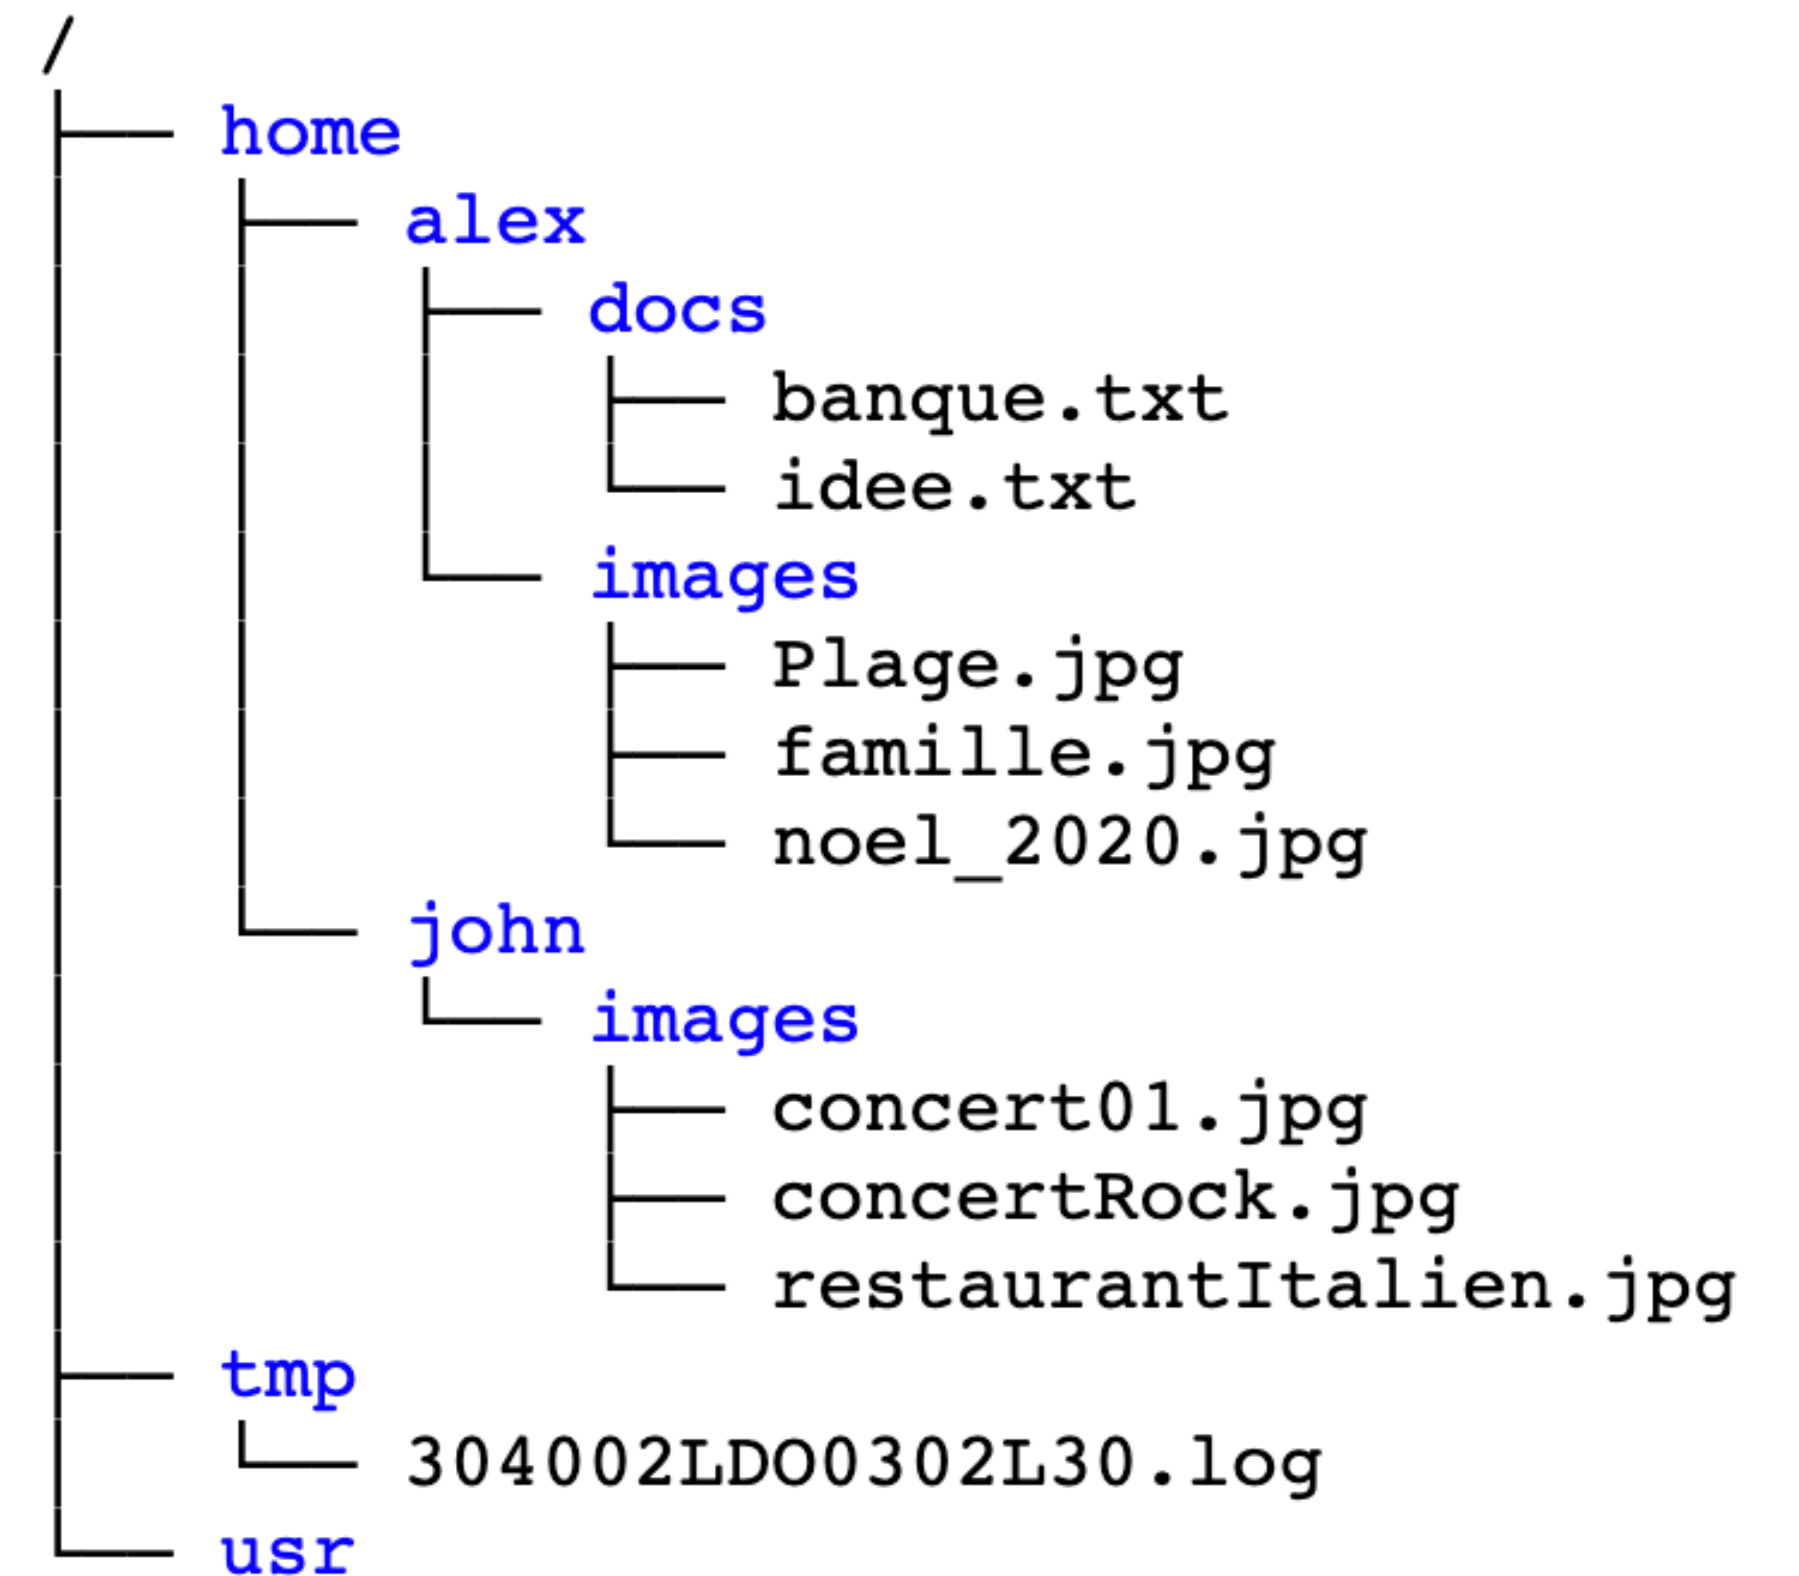 /
home
alex
docs
banque.txt
idee.txt
images
Plage.jpg
famille.jpg
noel_2020.jpg
john
images
concert01.jpg
concertRock.jpg
restaurantItalien.jpg
tmp
304002LDO0302L30.log
usr